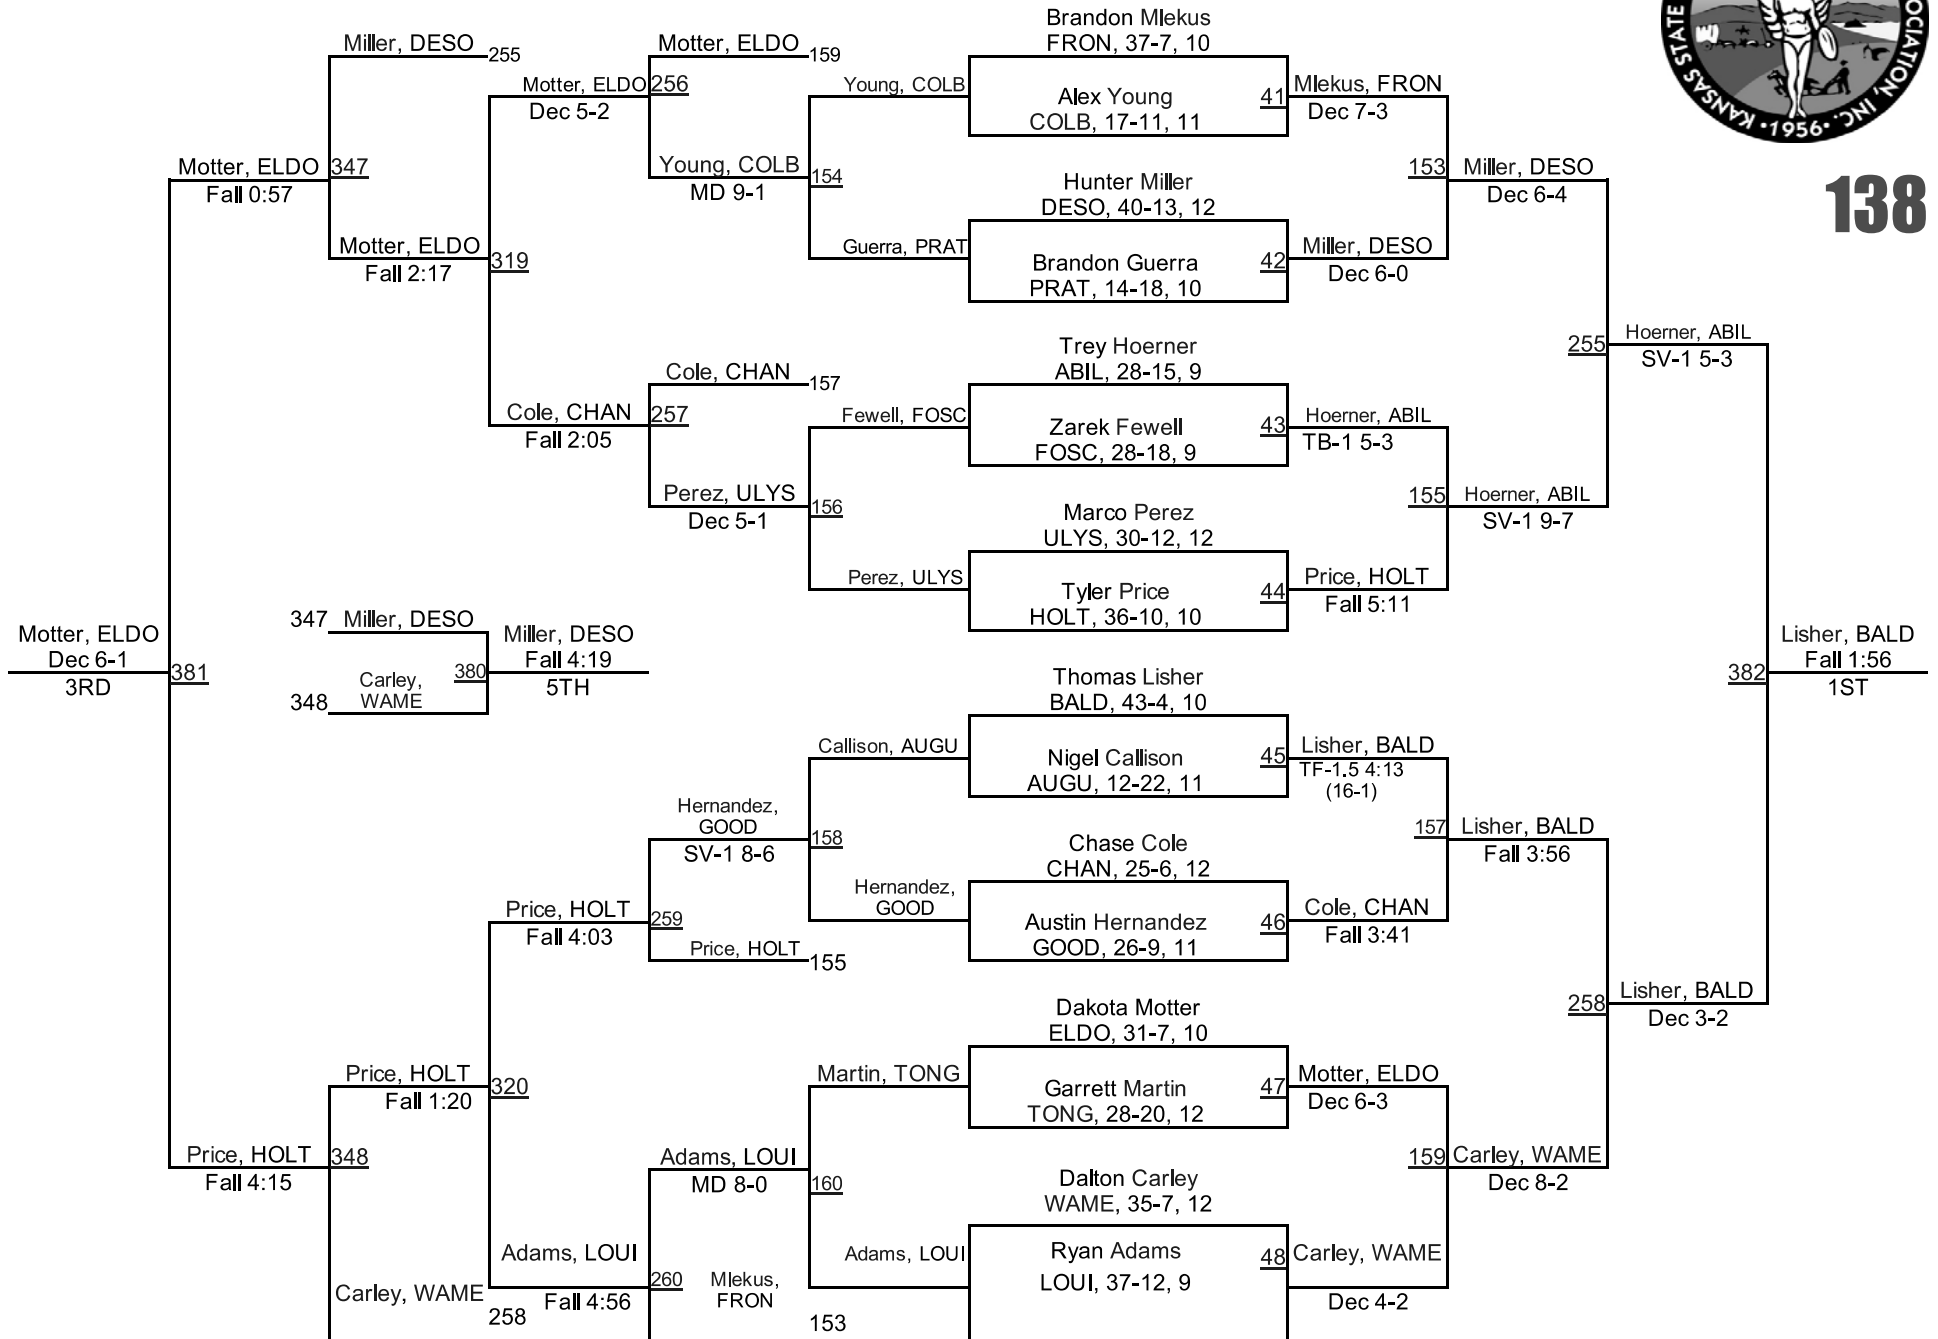 KANSAS STATE
OCIATION, INC.
•1956•
138
Miller, DESO
255
Motter, ELDO
159
Brandon Mlekus
FRON, 37-7, 10
Motter, ELDO
256
Dec 5-2
Young, COLB
Alex Young
COLB, 17-11, 11
41
Mlekus, FRON
Dec 7-3
Motter, ELDO
347
Fall 0:57
Young, COLB
154
MD 9-1
Hunter Miller
DESO, 40-13, 12
153
Miller, DESO
Dec 6-4
Motter, ELDO
319
Fall 2:17
Guerra, PRAT
Brandon Guerra
PRAT, 14-18, 10
42
Miller, DESO
Dec 6-0
Trey Hoerner
ABIL, 28-15, 9
255
Hoerner, ABIL
SV-1 5-3
Cole, CHAN
157
Cole, CHAN
257
Fall 2:05
Fewell, FOSC
Zarek Fewell
FOSC, 28-18, 9
43
Hoerner, ABIL
TB-1 5-3
Perez, ULYS
156
Dec 5-1
Marco Perez
ULYS, 30-12, 12
155
Hoerner, ABIL
SV-1 9-7
Perez, ULYS
Tyler Price
HOLT, 36-10, 10
44
Price, HOLT
Fall 5:11
Motter, ELDO
Dec 6-1
3RD
381
347
Miller, DESO
348
Carley,
WAME
380
Miller, DESO
Fall 4:19
5TH
382
Lisher, BALD
Fall 1:56
1ST
Thomas Lisher
BALD, 43-4, 10
Callison, AUGU
Nigel Callison
AUGU, 12-22, 11
45
Lisher, BALD
TF-1.5 4:13
(16-1)
Hernandez,
GOOD
158
SV-1 8-6
Chase Cole
CHAN, 25-6, 12
157
Lisher, BALD
Fall 3:56
Price, HOLT
259
Fall 4:03
Price, HOLT
155
Hernandez,
GOOD
Austin Hernandez
GOOD, 26-9, 11
46
Cole, CHAN
Fall 3:41
Dakota Motter
ELDO, 31-7, 10
258
Lisher, BALD
Dec 3-2
Price, HOLT
320
Fall 1:20
Martin, TONG
Garrett Martin
TONG, 28-20, 12
47
Motter, ELDO
Dec 6-3
Price, HOLT
348
Fall 4:15
Adams, LOUI
160
MD 8-0
Dalton Carley
WAME, 35-7, 12
159
Carley, WAME
Dec 8-2
Adams, LOUI
260
Fall 4:56
Adams, LOUI
Ryan Adams
LOUI, 37-12, 9
48
Carley, WAME
Dec 4-2
Carley, WAME
258
Mlekus,
FRON
153